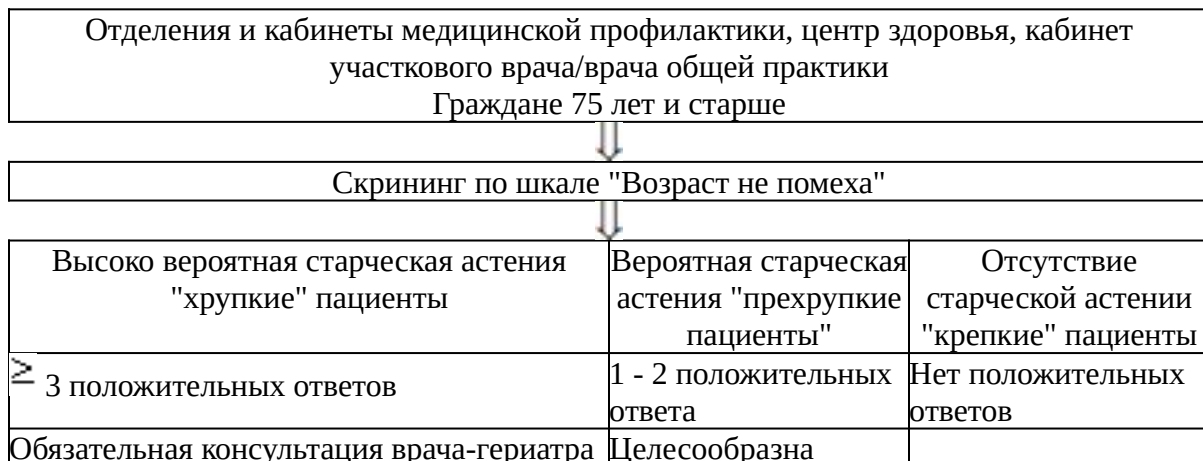 Отделения и кабинеты медицинской профилактики, центр здоровья, кабинет
участкового врача/врача общей практики
Граждане 75 лет и старше
Скрининг по шкале "Возраст не помеха"
Высоко вероятная старческая астения
"хрупкие" пациенты
Вероятная старческая
астения "прехрупкие
пациенты"
Отсутствие
старческой астении
"крепкие" пациенты
≥ 3 положительных ответов
1 - 2 положительных
ответа
Нет положительных
ответов
Обязательная консультация врача-гериатра
Целесообразна